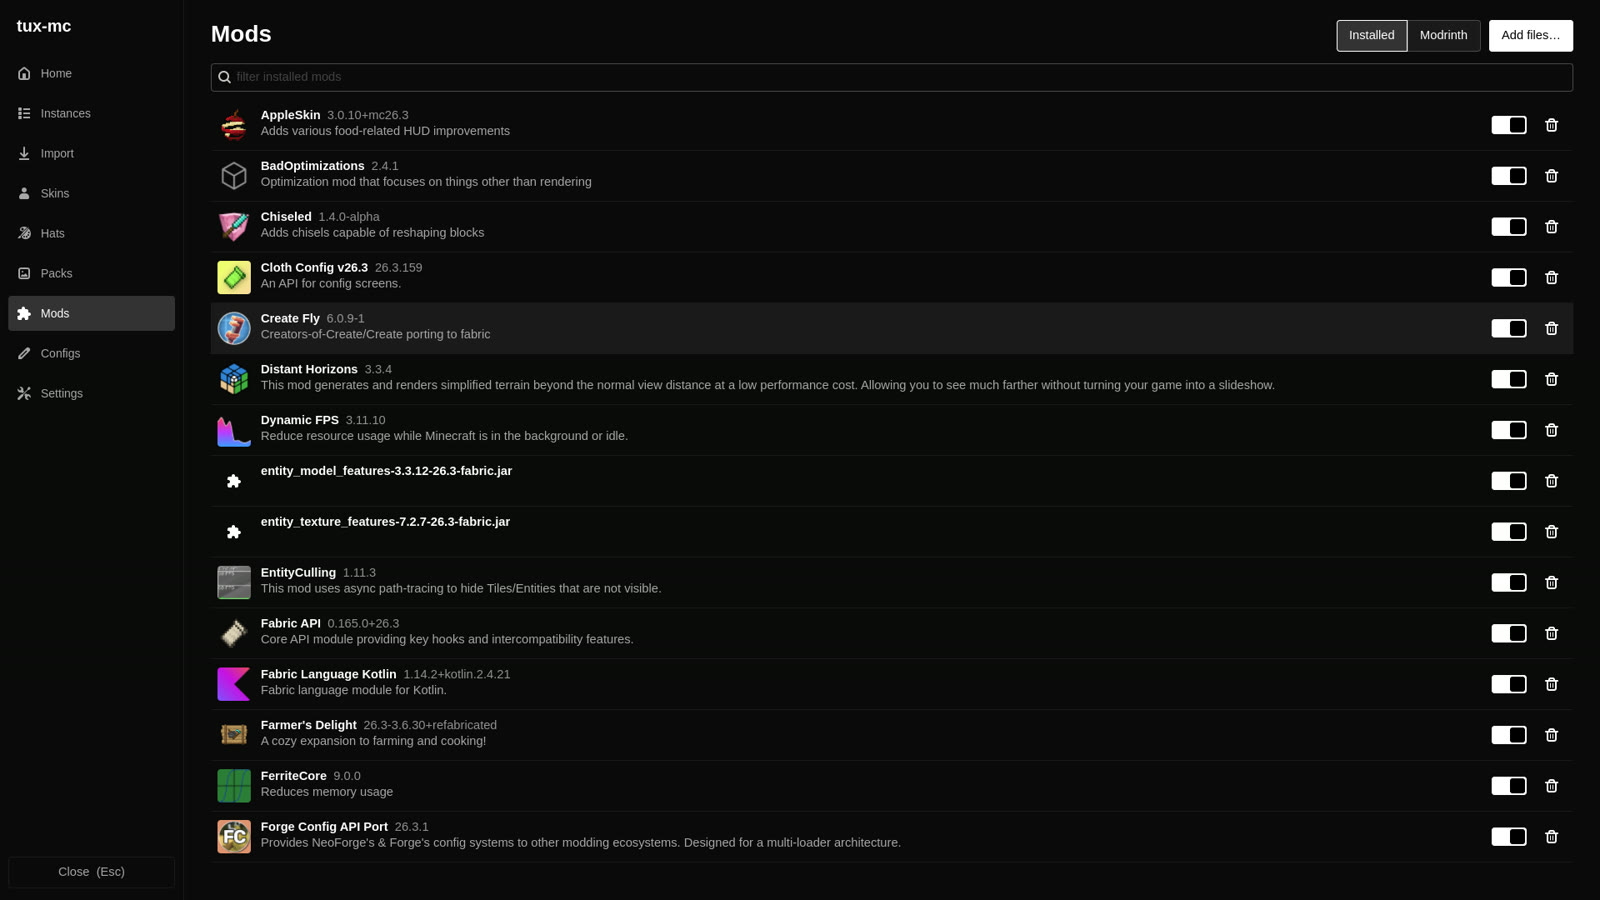 tux-mc
Home
Instances
Import
Skins
Hats
Packs
Mods
Configs
Settings
Close (Esc)
Mods
Installed
Modrinth
Add files...
filter installed mods
AppleSkin 3.0.10+mc26.3
Adds various food-related HUD improvements
BadOptimizations 2.4.1
Optimization mod that focuses on things other than rendering
Chiseled 1.4.0-alpha
Adds chisels capable of reshaping blocks
Cloth Config v26.3 26.3.159
An API for config screens.
Create Fly 6.0.9-1
Creators-of-Create/Create porting to fabric
Distant Horizons 3.3.4
This mod generates and renders simplified terrain beyond the normal view distance at a low performance cost. Allowing you to see much farther without turning your game into a slideshow.
Dynamic FPS 3.11.10
Reduce resource usage while Minecraft is in the background or idle.
entity_model_features-3.3.12-26.3-fabric.jar
entity_texture_features-7.2.7-26.3-fabric.jar
EntityCulling 1.11.3
This mod uses async path-tracing to hide Tiles/Entities that are not visible.
Fabric API 0.165.0+26.3
Core API module providing key hooks and intercompatibility features.
Fabric Language Kotlin 1.14.2+kotlin.2.4.21
Fabric language module for Kotlin.
Farmer's Delight 26.3-3.6.30+refabricated
A cozy expansion to farming and cooking!
FerriteCore 9.0.0
Reduces memory usage
FC
Forge Config API Port 26.3.1
Provides NeoForge's & Forge's config systems to other modding ecosystems. Designed for a multi-loader architecture.